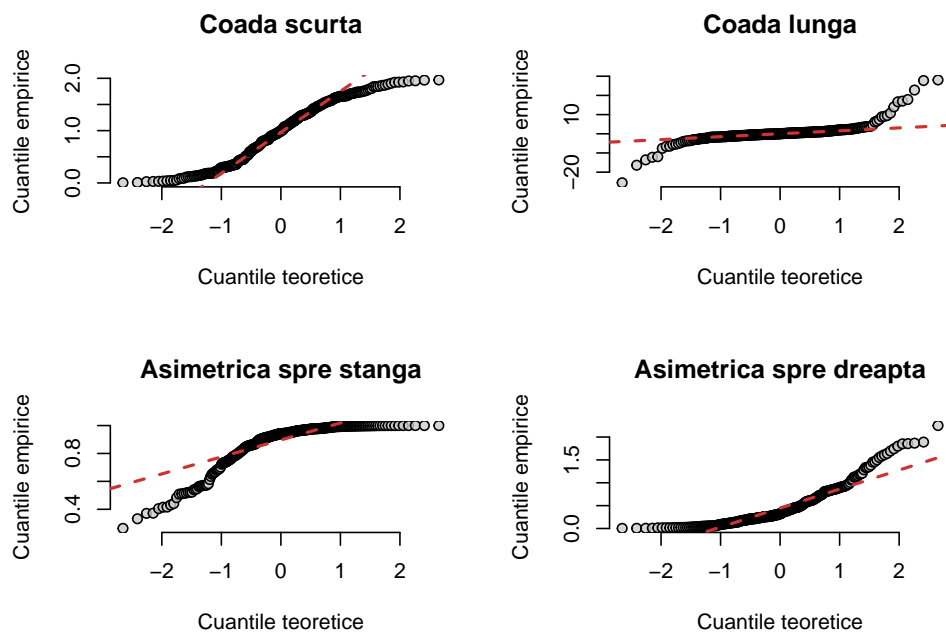 Coada scurta
Cuantile empirice
0.0 1.0 2.0
−2 −1 0 1 2
Cuantile teoretice
Coada lunga
Cuantile empirice
−20 10
−2 −1 0 1 2
Cuantile teoretice
Asimetrica spre stanga
Cuantile empirice
0.4 0.8
−2 −1 0 1 2
Cuantile teoretice
Asimetrica spre dreapta
Cuantile empirice
0.0 1.5
−2 −1 0 1 2
Cuantile teoretice